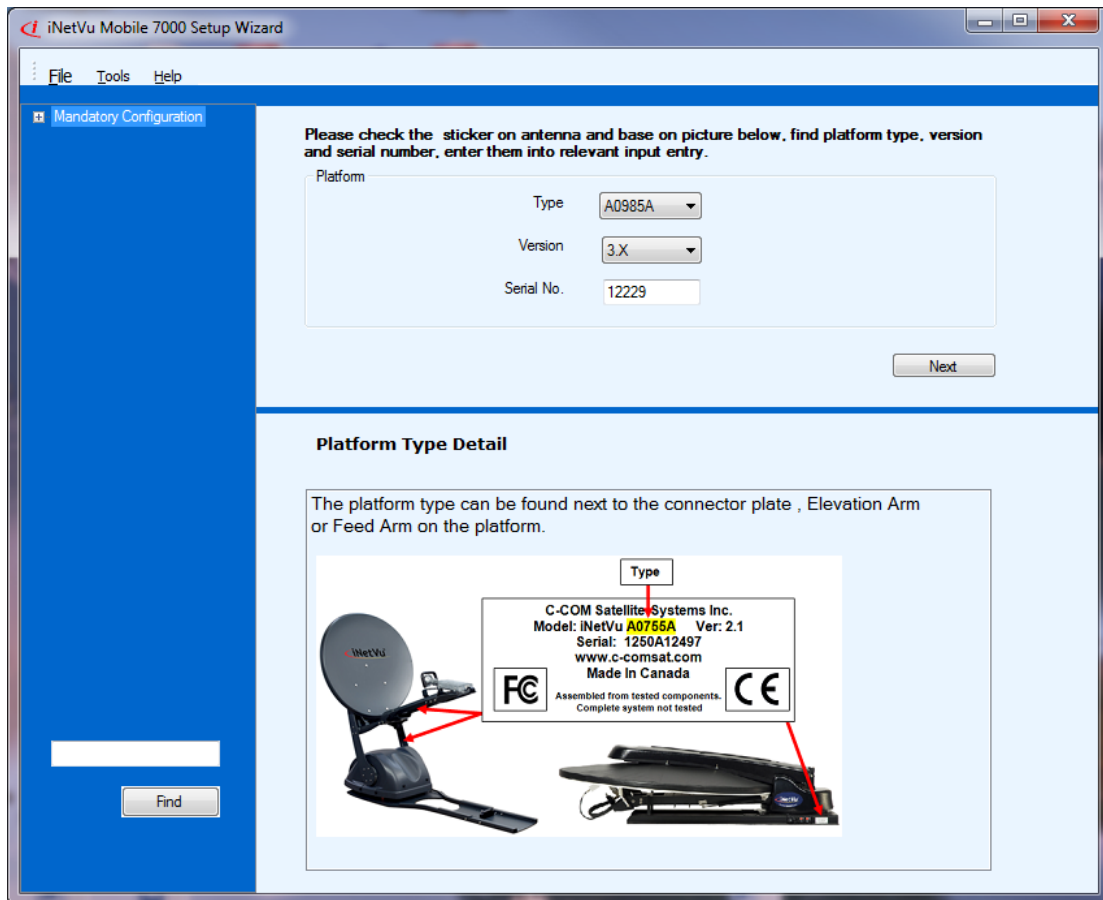 iNetVu Mobile 7000 Setup Wizard
File Tools Help
Mandatory Configuration
Please check the sticker on antenna and base on picture below, find platform type, version
and serial number, enter them into relevant input entry.
Platform
Type A0985A
Version 3.X
Serial No. 12229
Next
Platform Type Detail
The platform type can be found next to the connector plate , Elevation Arm
or Feed Arm on the platform.
Type
C-COM Satellite Systems Inc.
Model: iNetVu A0755A Ver: 2.1
Serial: 1250A12497
www.c-comsat.com
Made In Canada
FC
Assembled from tested components.
Complete system not tested
CE
iNetVu
iNetVu
Find